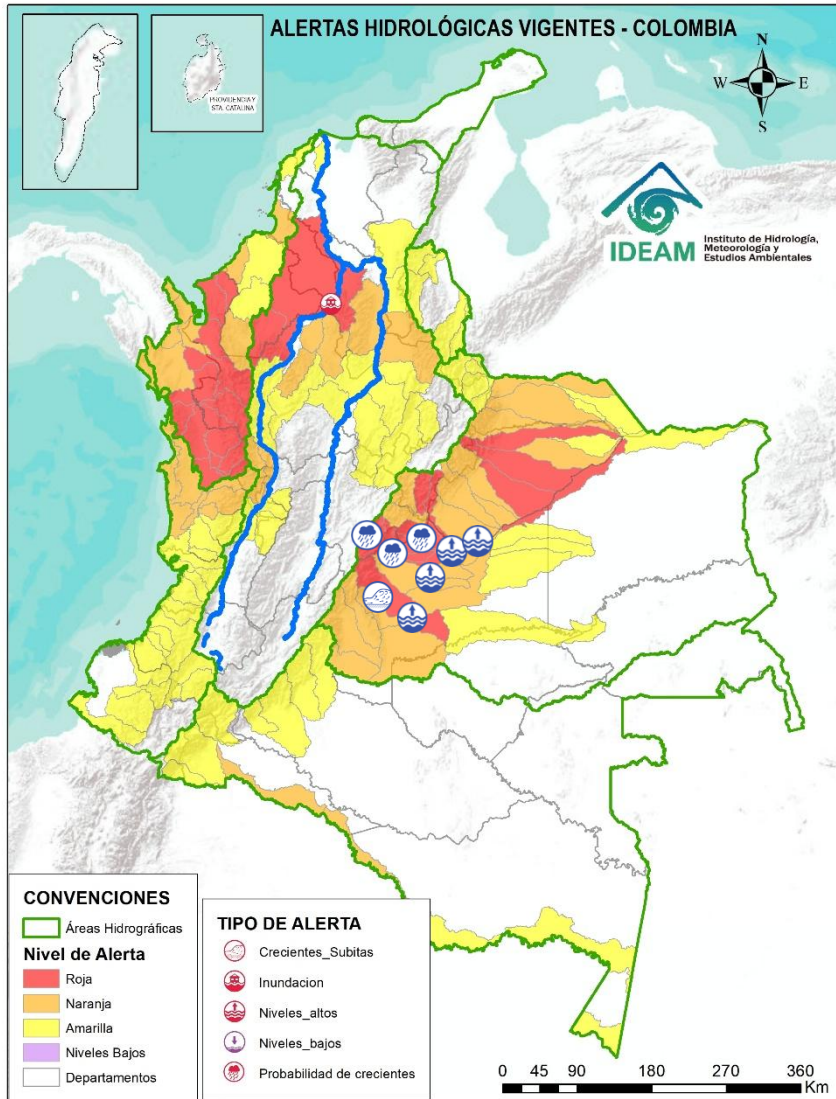 ALERTAS HIDROLÓGICAS VIGENTES - COLOMBIA
PROVIDENCIA Y
STA. CATALINA
N
W
E
S
IDEAM
Instituto de Hidrología,
Meteorología y
Estudios Ambientales
CONVENCIONES
Áreas Hidrográficas
Nivel de Alerta
Roja
Naranja
Amarilla
Niveles Bajos
Departamentos
TIPO DE ALERTA
Crecientes_Subitas
Inundacion
Niveles_altos
Niveles_bajos
Probabilidad de crecientes
0 45 90 180 270 360
Km